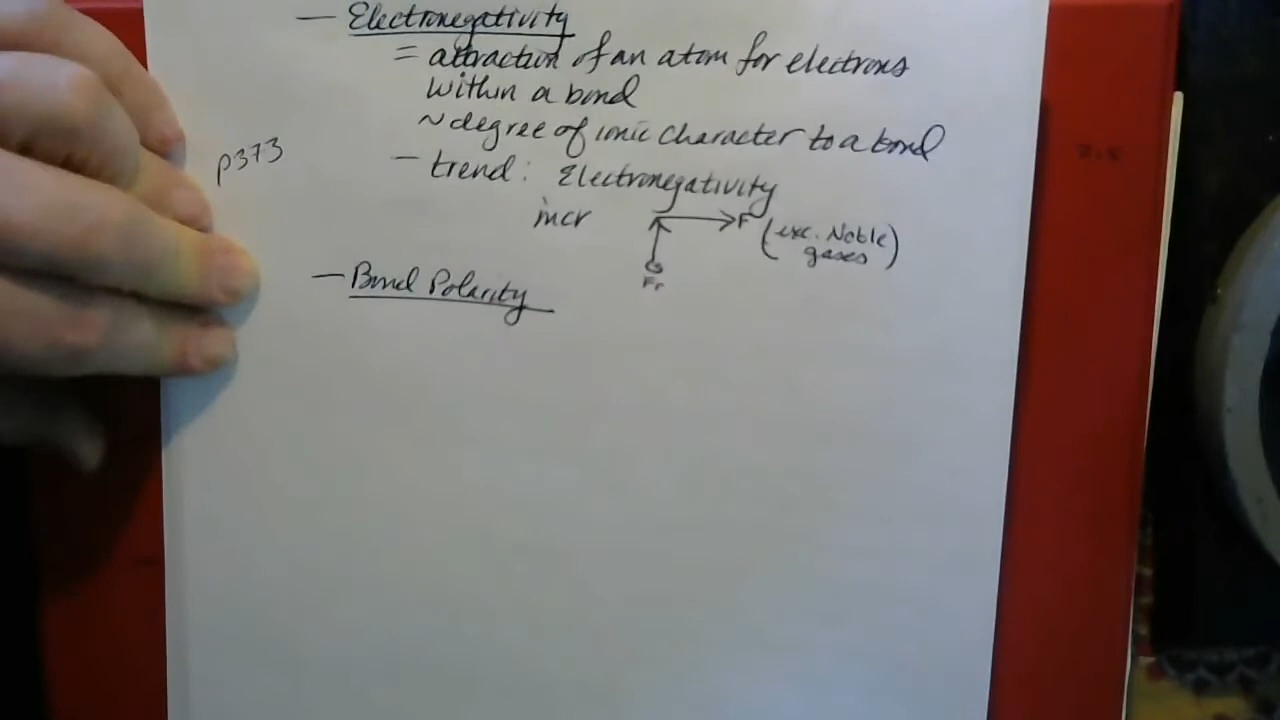 — Electronegativity
= attraction of an atom for electrons
within a bond
~ degree of ionic character to a bond
p373
— trend: Electronegativity
incr
F (exc. Noble
gases)
Fr
— Bond Polarity